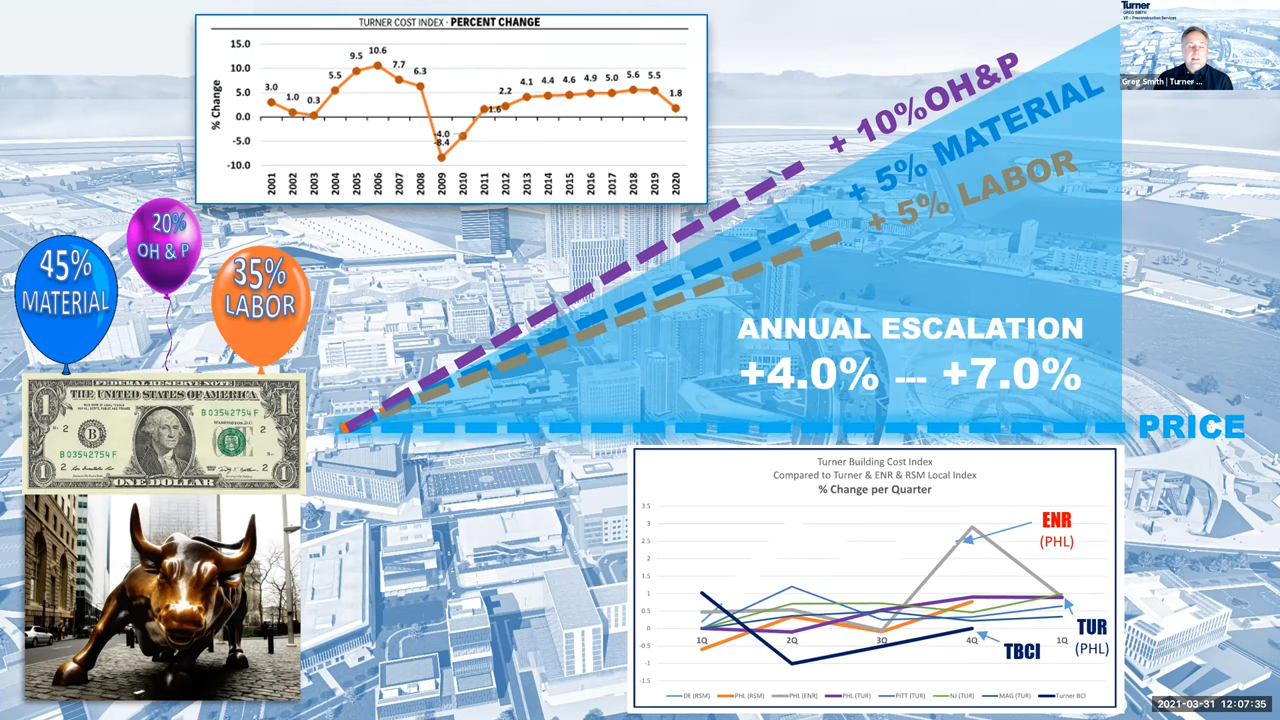 TURNER COST INDEX - PERCENT CHANGE
% Change
15.0
10.0
5.0
0.0
-5.0
-10.0
3.0
1.0
0.3
5.5
9.5
10.6
7.7
6.3
-8.4
-4.0
1.6
2.2
4.1
4.4
4.6
4.9
5.0
5.6
5.5
1.8
2001 2002 2003 2004 2005 2006 2007 2008 2009 2010 2011 2012 2013 2014 2015 2016 2017 2018 2019 2020
Turner
GREG SMITH
VP - Preconstruction Services
Greg Smith | Turner ...
+ 10%OH&P
+ 5% MATERIAL
+ 5% LABOR
20%
OH & P
45%
MATERIAL
35%
LABOR
ANNUAL ESCALATION
+4.0% --- +7.0%
PRICE
FEDERAL RESERVE NOTE
THE UNITED STATES OF AMERICA
B 03542754 F
WASHINGTON, D.C.
B
B 03542754 F
ONE DOLLAR
1
1
1
1
2
2
2
2
Turner Building Cost Index
Compared to Turner & ENR & RSM Local Index
% Change per Quarter
3.5
3
2.5
2
1.5
1
0.5
0
-0.5
-1
-1.5
1Q 2Q 3Q 4Q 1Q
ENR
(PHL)
TUR
(PHL)
TBCI
DE (RSM) PHL (RSM) PHL (ENR) PHL (TUR) PITT (TUR) NJ (TUR) MAG (TUR) Turner BCI
2021-03-31 12:07:35